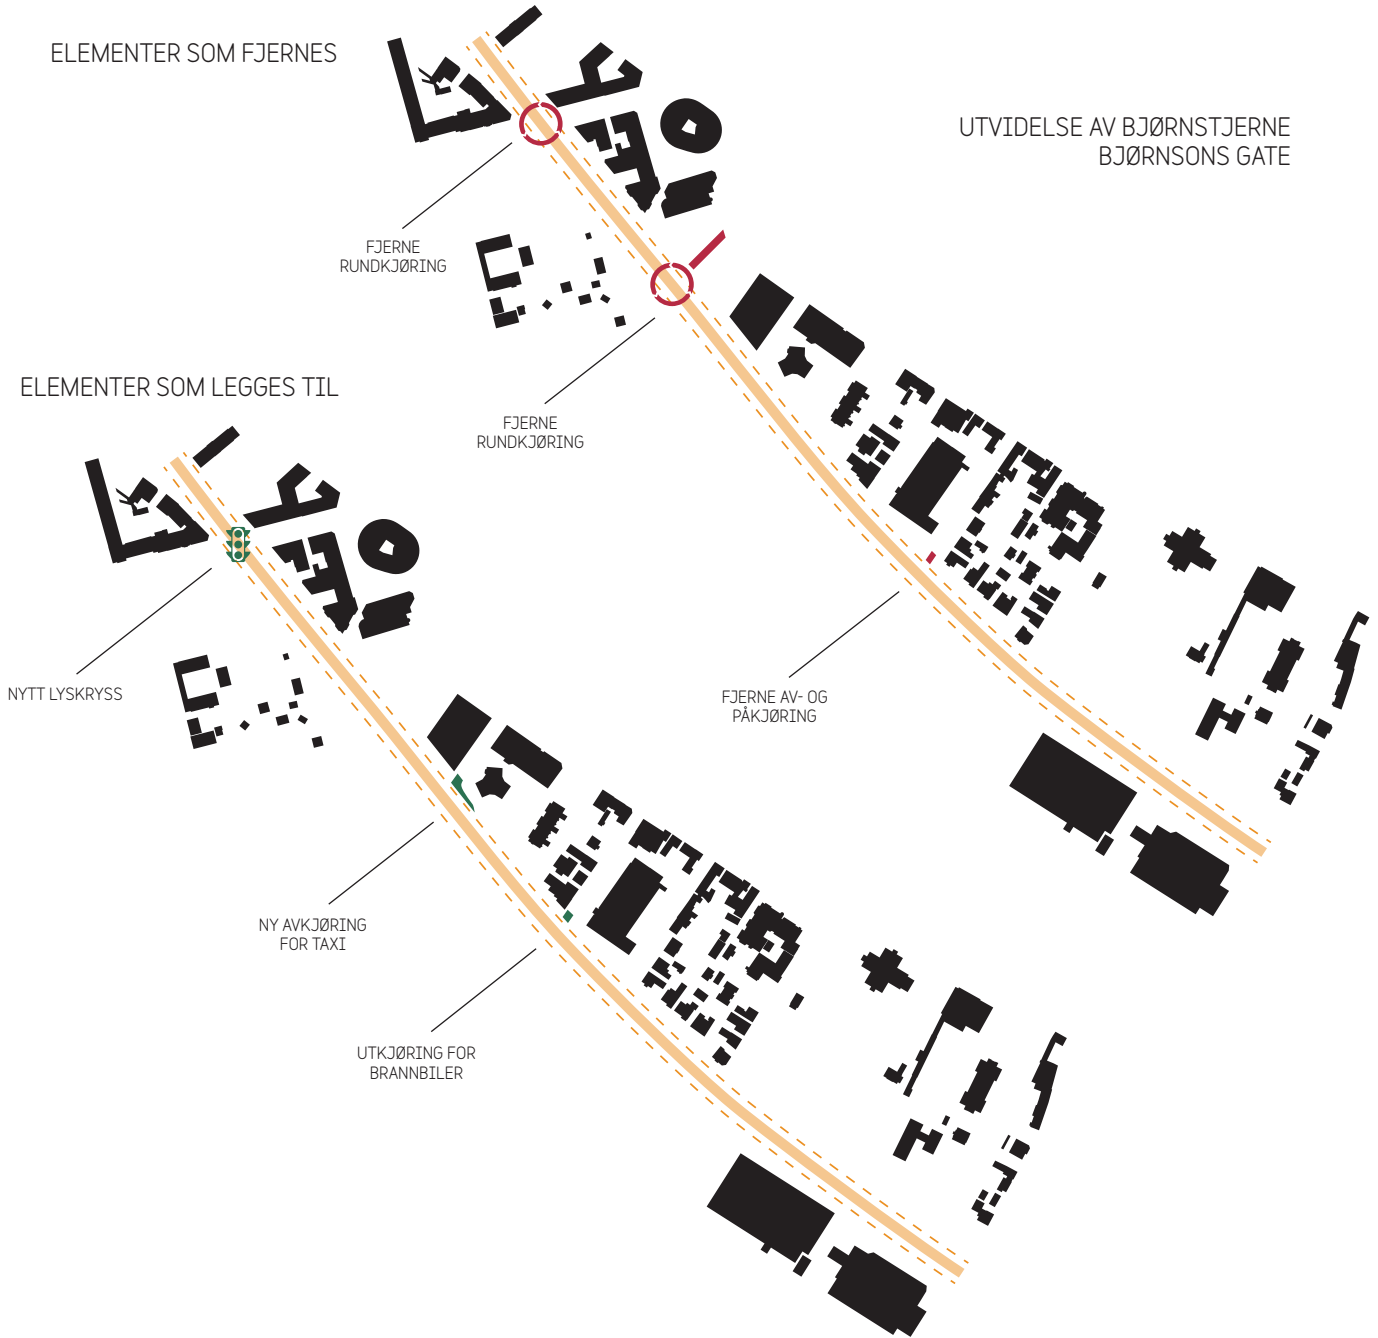 ELEMENTER SOM FJERNES
UTVIDELSE AV BJØRNSTJERNE
BJØRNSONS GATE
FJERNE
RUNDKJØRING
FJERNE
RUNDKJØRING
FJERNE AV- OG
PÅKJØRING
ELEMENTER SOM LEGGES TIL
NYTT LYSKRYSS
NY AVKJØRING
FOR TAXI
UTKJØRING FOR
BRANNBILER